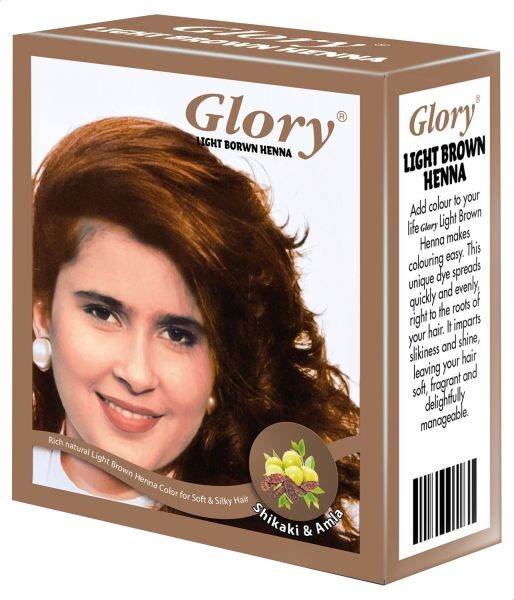 Glory ®
LIGHT BORWN HENNA
Glory®
LIGHT BORWN HENNA
Rich natural Light Brown Henna Color for Soft & Silky Hair
Shikaki & Amla
Glory®
LIGHT BROWN
HENNA
Add colour to your
life Glory Light Brown
Henna makes
colouring easy. This
unique dye spreads
quickly and evenly,
right to the roots of
your hair. It imparts
slikiness and shine,
leaving your hair
soft, fragrant and
delightfully
manageable.